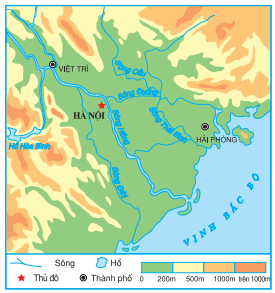 VIỆT TRÌ
Sông Cầu
Sông Đuống
HÀ NỘI
Sông Hồng
Sông Thái Bình
HẢI PHÒNG
Hồ Hòa Bình
Sông Đáy
VỊNH BẮC BỘ
Sông
Hồ
Thủ đô
Thành phố
0 200m 500m 1000m trên 1000m